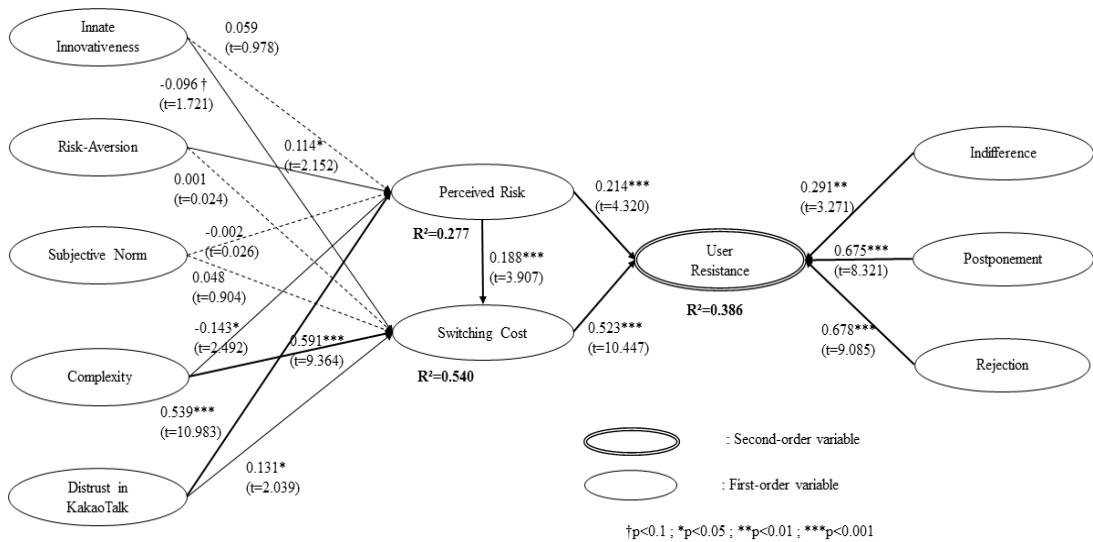 Innate
Innovativeness
0.059
(t=0.978)
-0.096 †
(t=1.721)
Risk-Aversion
0.114*
(t=2.152)
Indifference
0.001
(t=0.024)
Perceived Risk
0.214***
(t=4.320)
0.291**
(t=3.271)
R²=0.277
-0.002
(t=0.026)
Subjective Norm
0.188***
(t=3.907)
User
Resistance
0.675***
(t=8.321)
Postponement
0.048
(t=0.904)
R²=0.386
-0.143*
(t=2.492)
0.591***
(t=9.364)
Switching Cost
0.523***
(t=10.447)
0.678***
(t=9.085)
Complexity
R²=0.540
Rejection
0.539***
(t=10.983)
: Second-order variable
0.131*
(t=2.039)
Distrust in
KakaoTalk
: First-order variable
†p<0.1 ; *p<0.05 ; **p<0.01 ; ***p<0.001